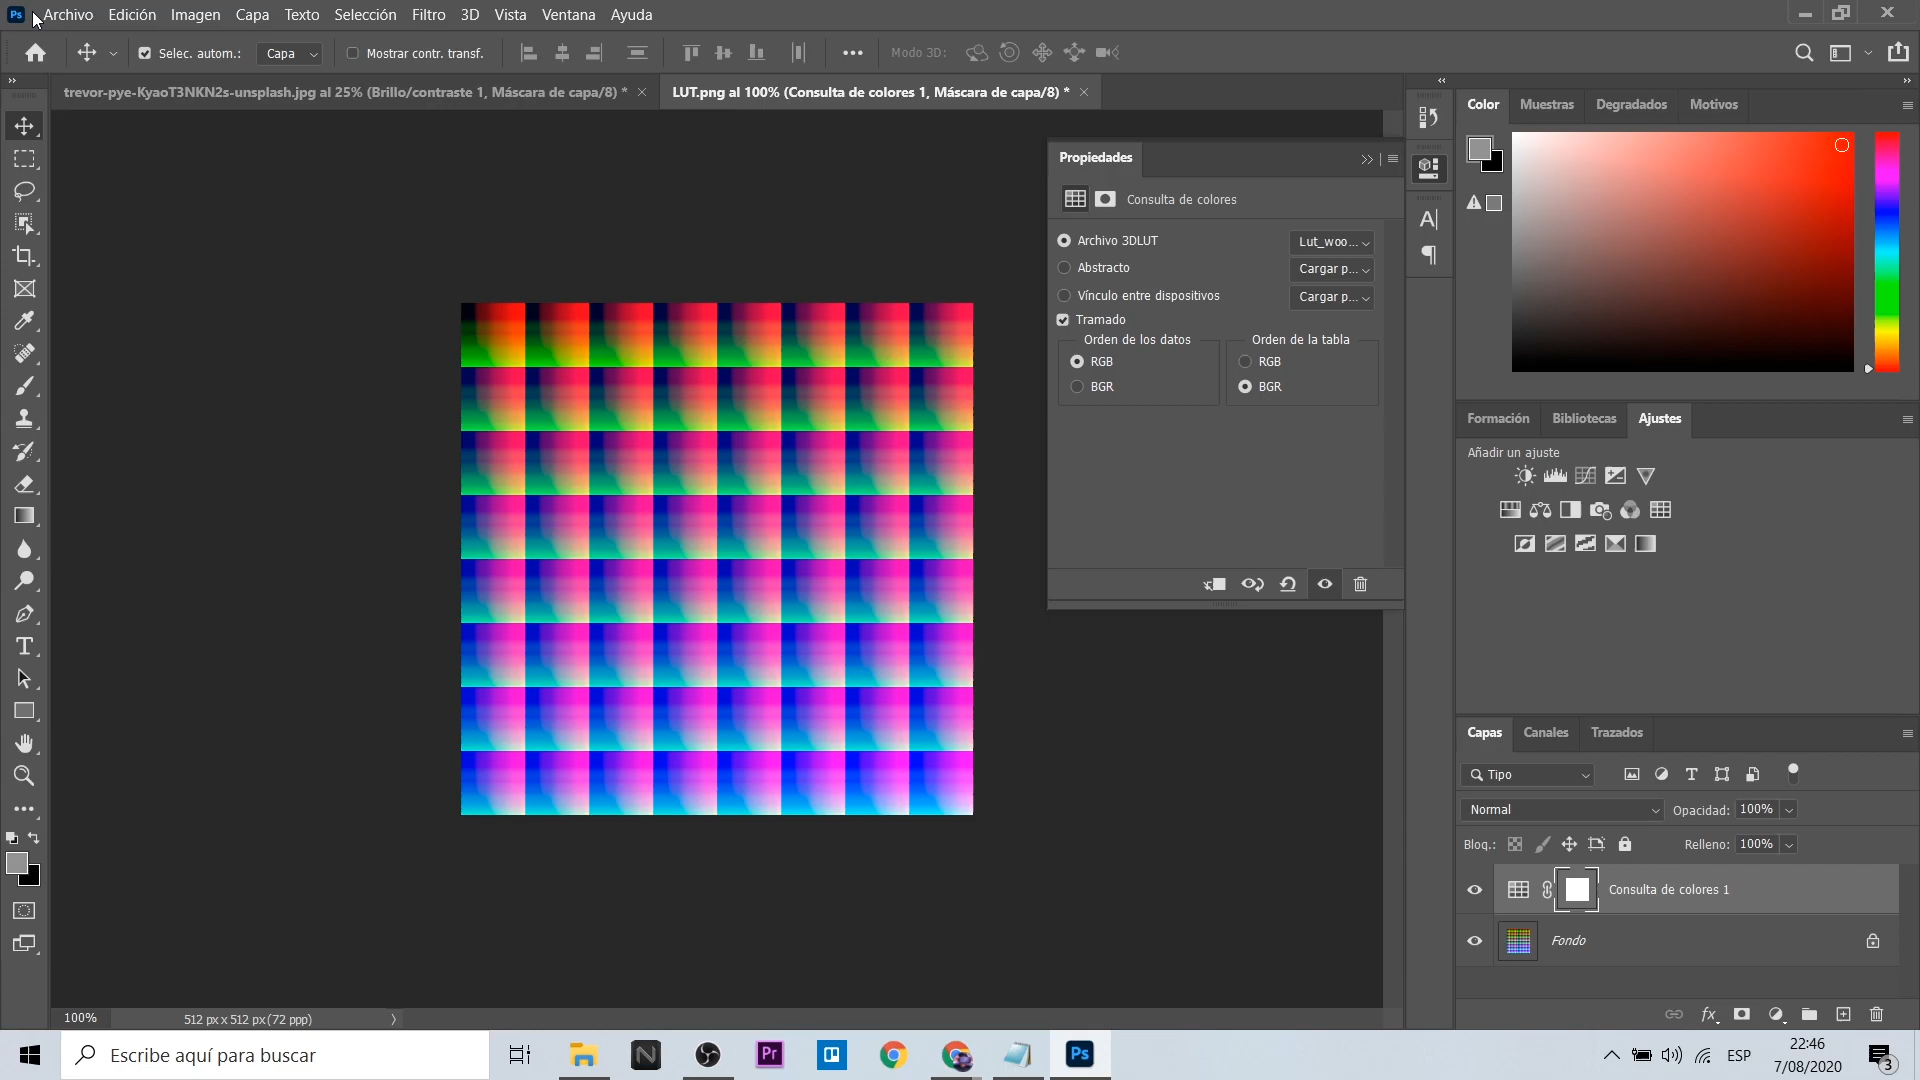 Ps Archivo Edición Imagen Capa Texto Selección Filtro 3D Vista Ventana Ayuda
Selec. autom.: Capa Mostrar contr. transf. Modo 3D:
trevor-pye-KyaoT3NKN2s-unsplash.jpg al 25% (Brillo/contraste 1, Máscara de capa/8) *
LUT.png al 100% (Consulta de colores 1, Máscara de capa/8) *
Propiedades
Consulta de colores
Archivo 3DLUT Lut_woo...
Abstracto Cargar p...
Vínculo entre dispositivos Cargar p...
Tramado
Orden de los datos Orden de la tabla
RGB RGB
BGR BGR
Color Muestras Degradados Motivos
Formación Bibliotecas Ajustes
Añadir un ajuste
Capas Canales Trazados
Tipo
Normal Opacidad: 100%
Bloq.: Relleno: 100%
Consulta de colores 1
Fondo
fx
100% 512 px x 512 px (72 ppp)
Escribe aquí para buscar
N Pr Ps
ESP
22:46
7/08/2020
3